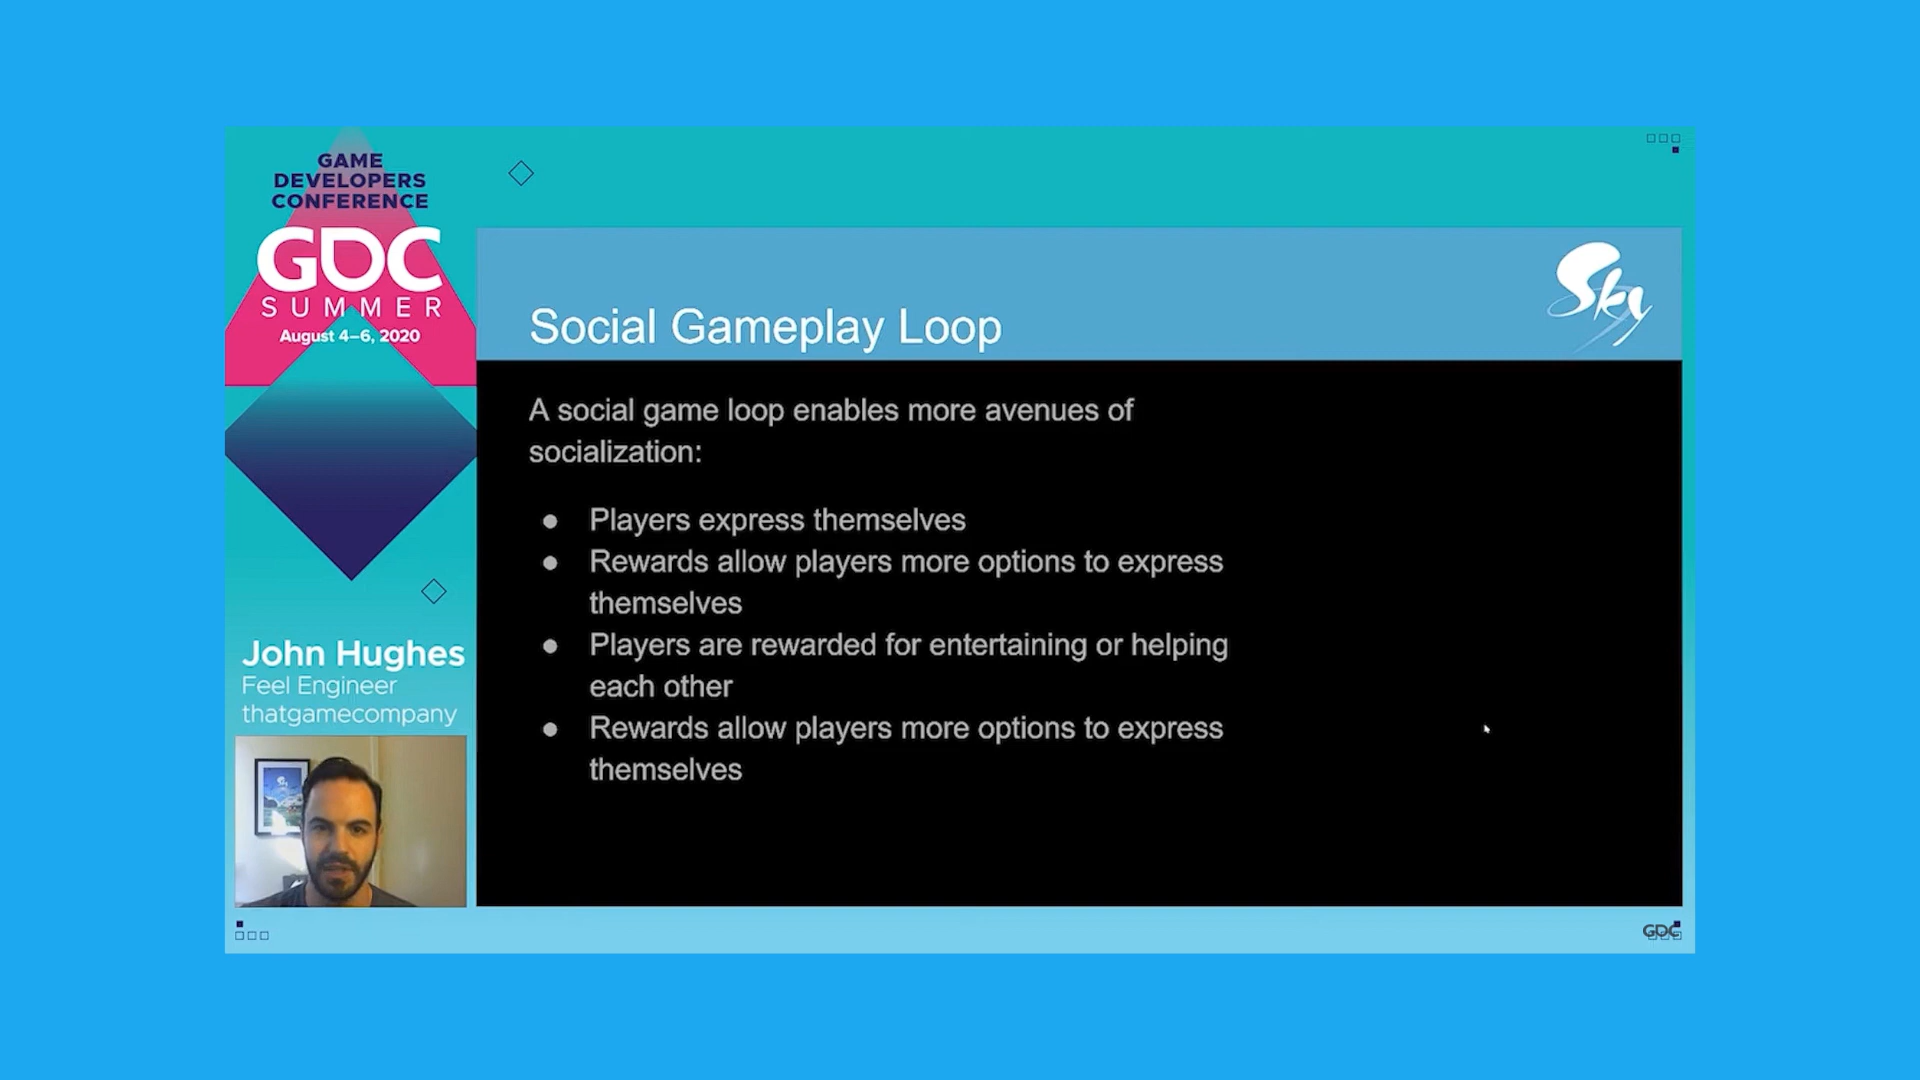 GAME
DEVELOPERS
CONFERENCE
GDC
SUMMER
August 4–6, 2020
John Hughes
Feel Engineer
thatgamecompany
Social Gameplay Loop
Sky
A social game loop enables more avenues of
socialization:
● Players express themselves
● Rewards allow players more options to express
themselves
● Players are rewarded for entertaining or helping
each other
● Rewards allow players more options to express
themselves
GDC